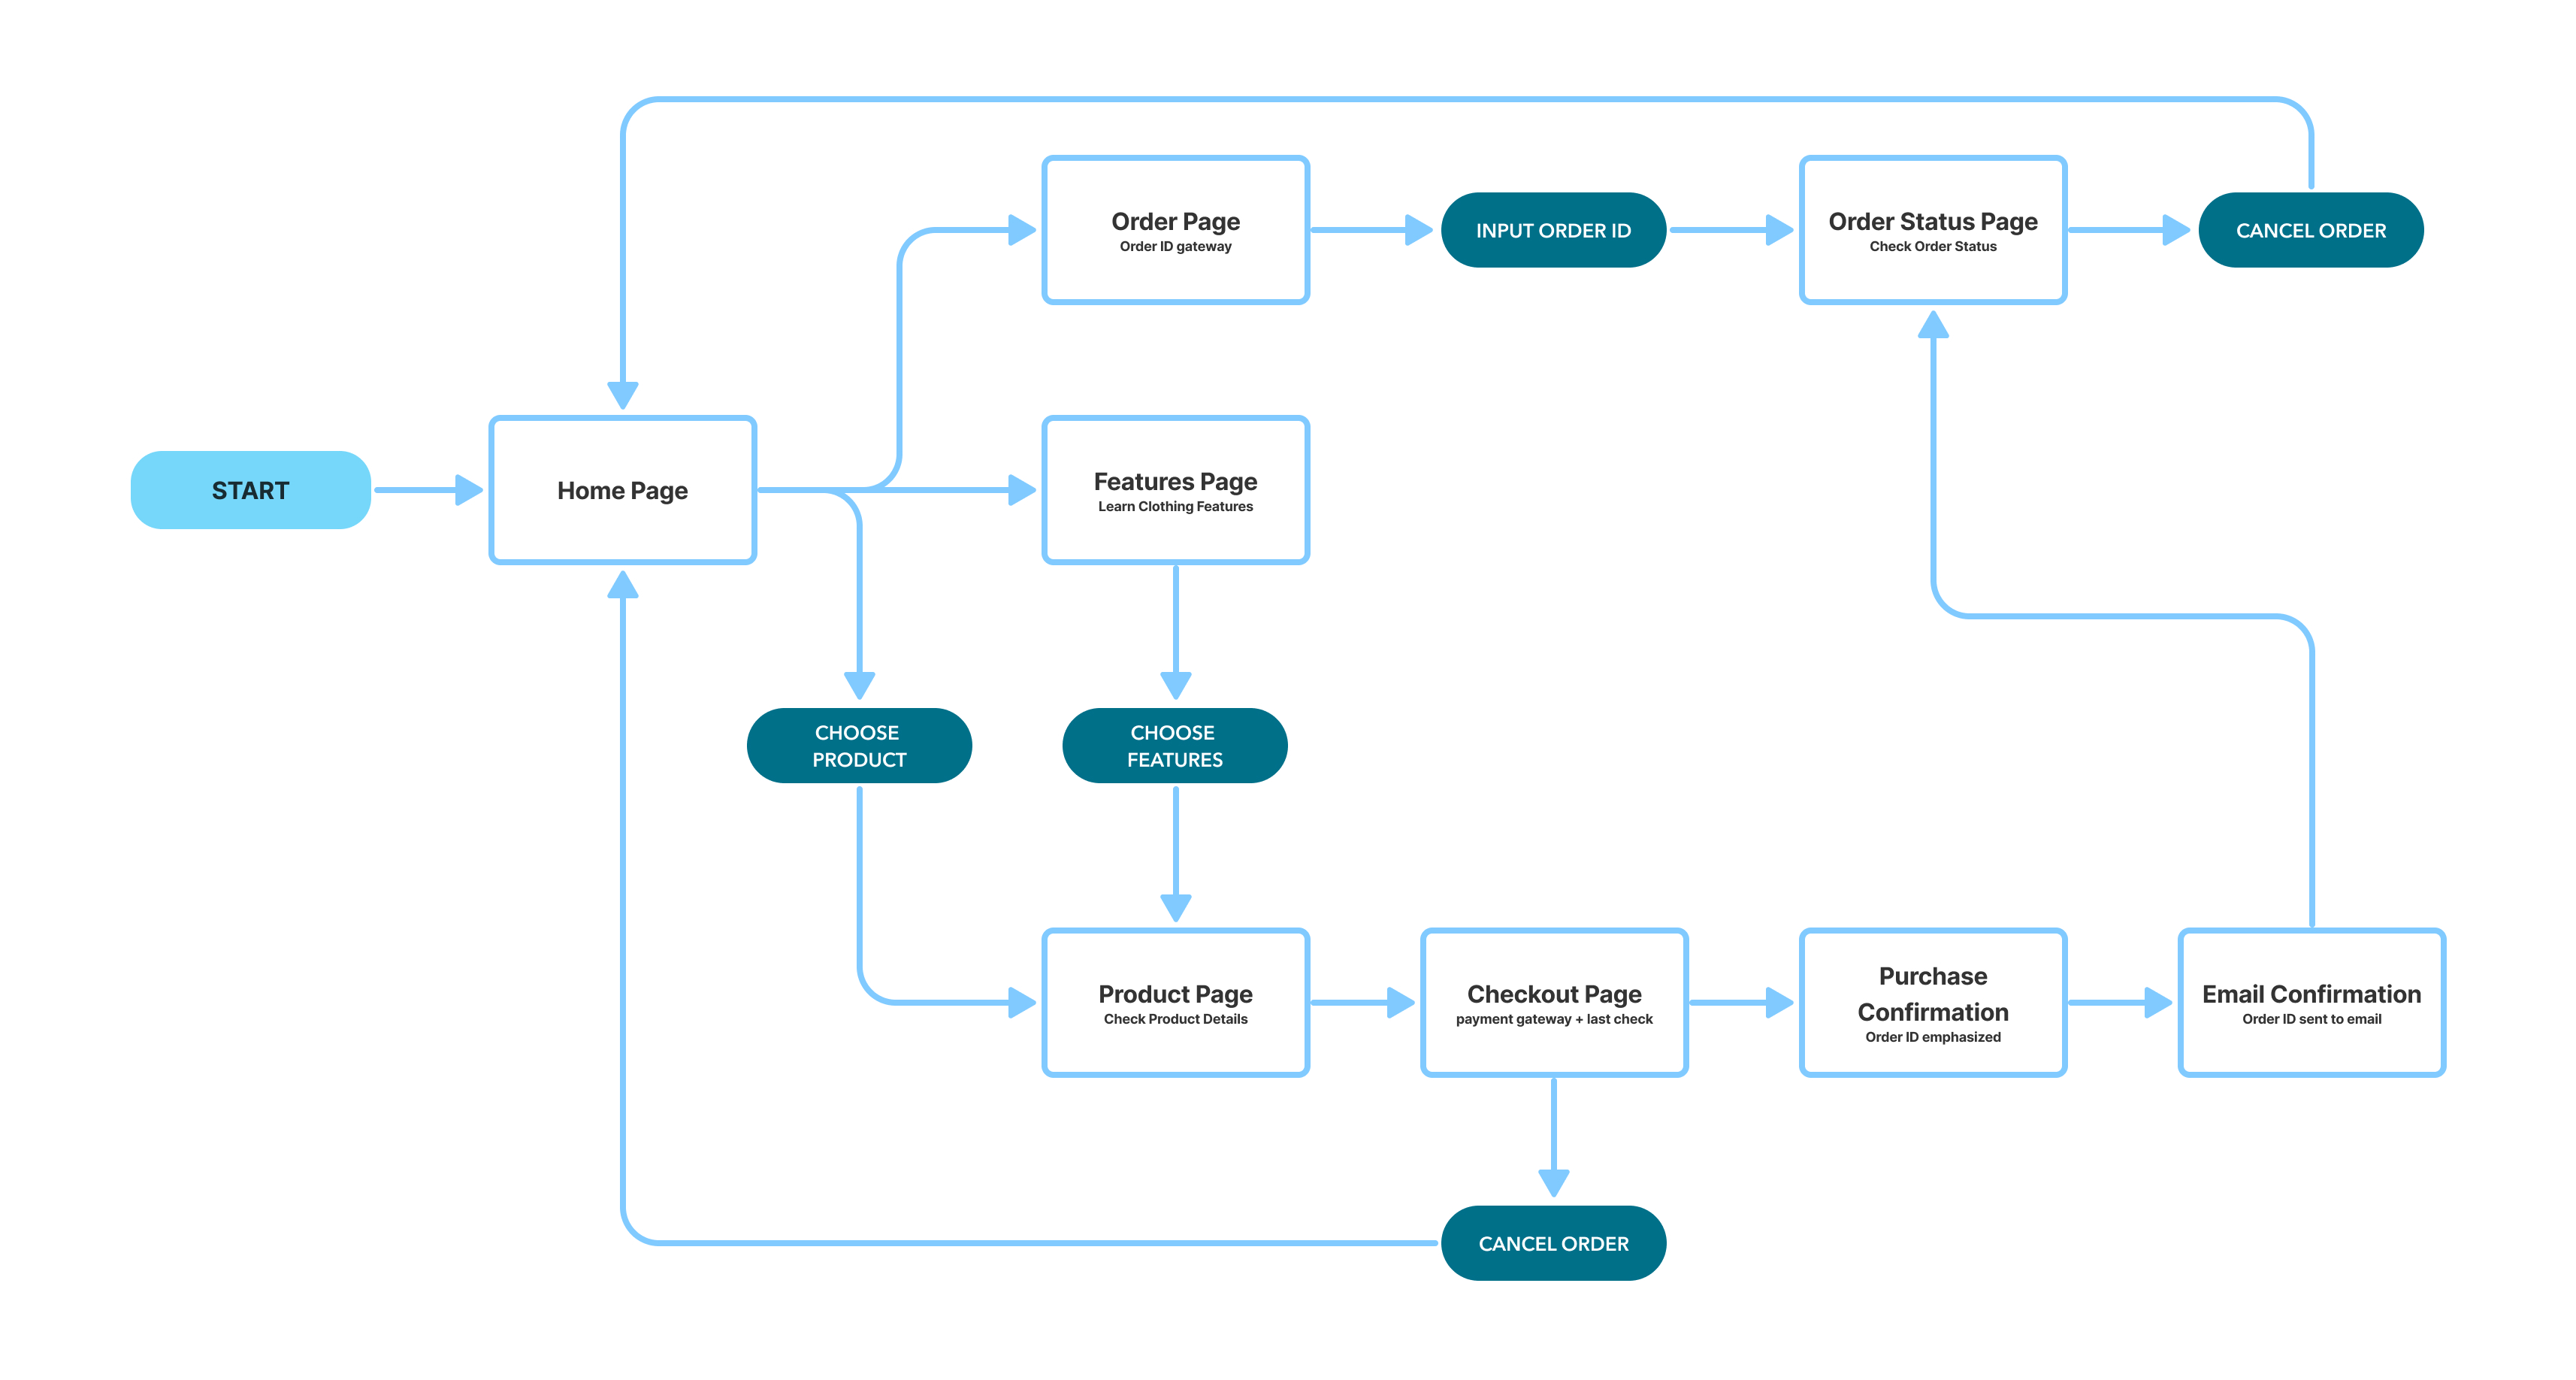 Order Page
Order ID gateway
INPUT ORDER ID
Order Status Page
Check Order Status
CANCEL ORDER
START
Home Page
Features Page
Learn Clothing Features
CHOOSE
PRODUCT
CHOOSE
FEATURES
Product Page
Check Product Details
Checkout Page
payment gateway + last check
Purchase
Confirmation
Order ID emphasized
Email Confirmation
Order ID sent to email
CANCEL ORDER